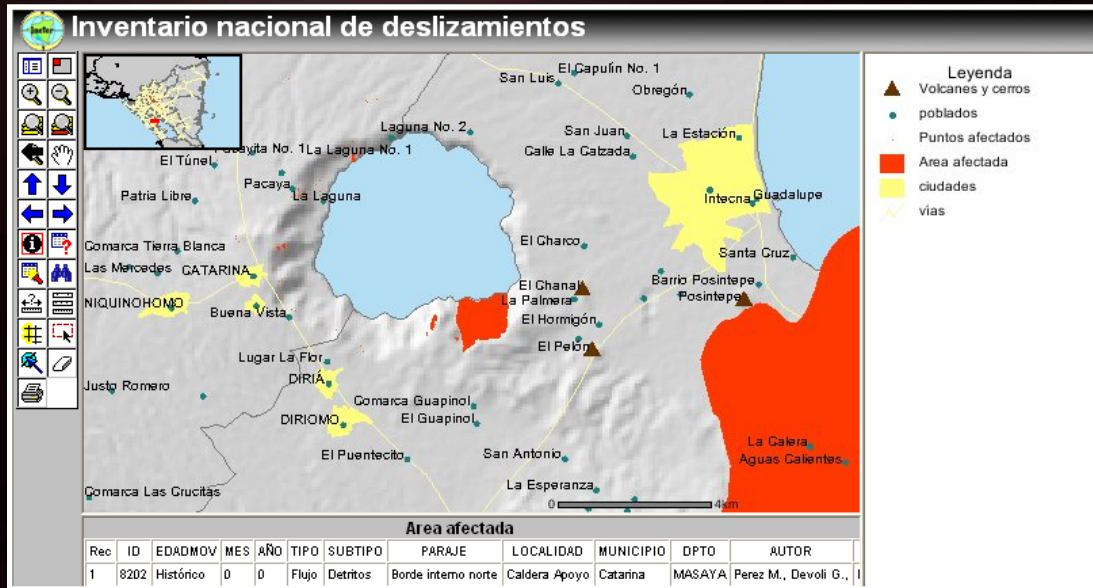 Ineter Inventario nacional de deslizamientos
El Capulín No. 1
San Luis
Obregón
Laguna No. 2
San Juan
La Estación
La Laguna No. 1
Calle La Calzada
El Túnel
Pacaya
Patria Libre
La Laguna
Intecna
Guadalupe
Comarca Tierra Blanca
El Charco
Santa Cruz
Las Mercedes
CATARINA
El Chanal
Barrio Posintepe
La Palmera
Posintepe
NIQUINOHOMO
Buena Vista
El Hormigón
El Pelón
Lugar La Flor
DIRIÁ
Justo Romero
Comarca Guapinol
DIRIOMO
El Guapinol
La Calera
El Puentecito
San Antonio
Aguas Calientes
La Esperanza
Comarca Las Crucitas
0 4km
Leyenda
Volcanes y cerros
poblados
Puntos afectados
Area afectada
ciudades
vías
Area afectada
Rec ID EDADMOV MES AÑO TIPO SUBTIPO PARAJE LOCALIDAD MUNICIPIO DPTO AUTOR
1 8202 Histórico 0 0 Flujo Detritos Borde interno norte Caldera Apoyo Catarina MASAYA Perez M., Devoli G.,